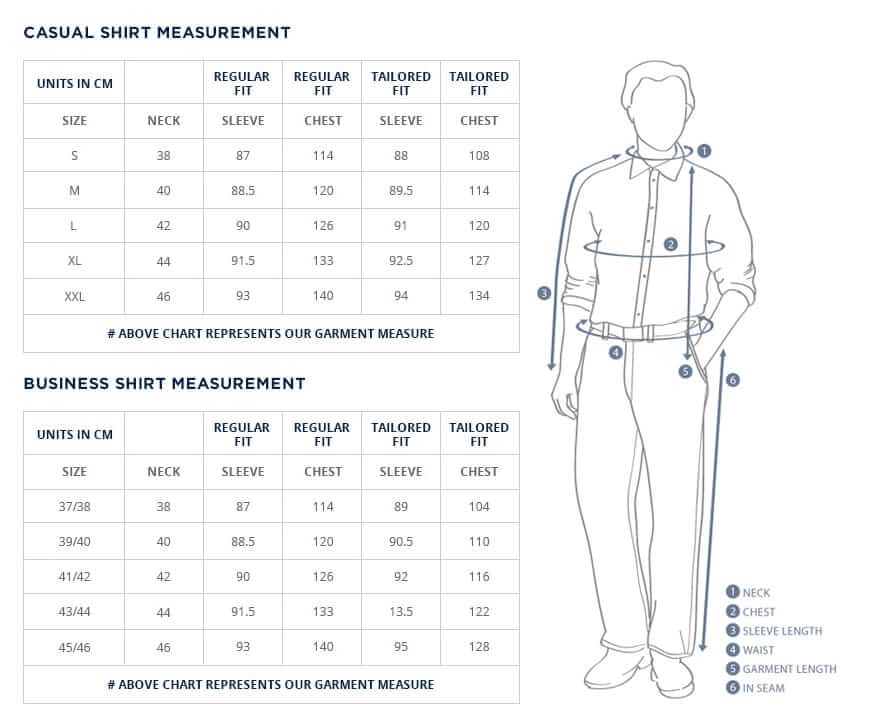 CASUAL SHIRT MEASUREMENT
UNITS IN CM REGULAR FIT REGULAR FIT TAILORED FIT TAILORED FIT
SIZE NECK SLEEVE CHEST SLEEVE CHEST
S 38 87 114 88 108
M 40 88.5 120 89.5 114
L 42 90 126 91 120
XL 44 91.5 133 92.5 127
XXL 46 93 140 94 134
# ABOVE CHART REPRESENTS OUR GARMENT MEASURE
BUSINESS SHIRT MEASUREMENT
UNITS IN CM REGULAR FIT REGULAR FIT TAILORED FIT TAILORED FIT
SIZE NECK SLEEVE CHEST SLEEVE CHEST
37/38 38 87 114 89 104
39/40 40 88.5 120 90.5 110
41/42 42 90 126 92 116
43/44 44 91.5 133 13.5 122
45/46 46 93 140 95 128
# ABOVE CHART REPRESENTS OUR GARMENT MEASURE
1
2
3
4
5
6
1 NECK
2 CHEST
3 SLEEVE LENGTH
4 WAIST
5 GARMENT LENGTH
6 IN SEAM